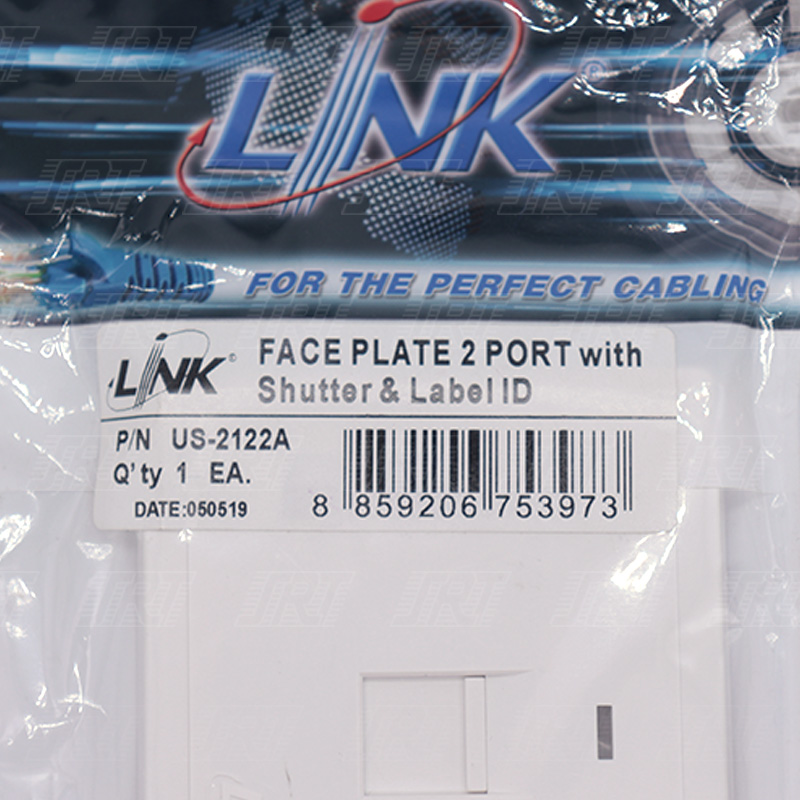 LINK®
FOR THE PERFECT CABLING
LINK®
FACE PLATE 2 PORT with
Shutter & Label ID
P/N US-2122A
Q'ty 1 EA.
DATE:050519
8 859206 753973